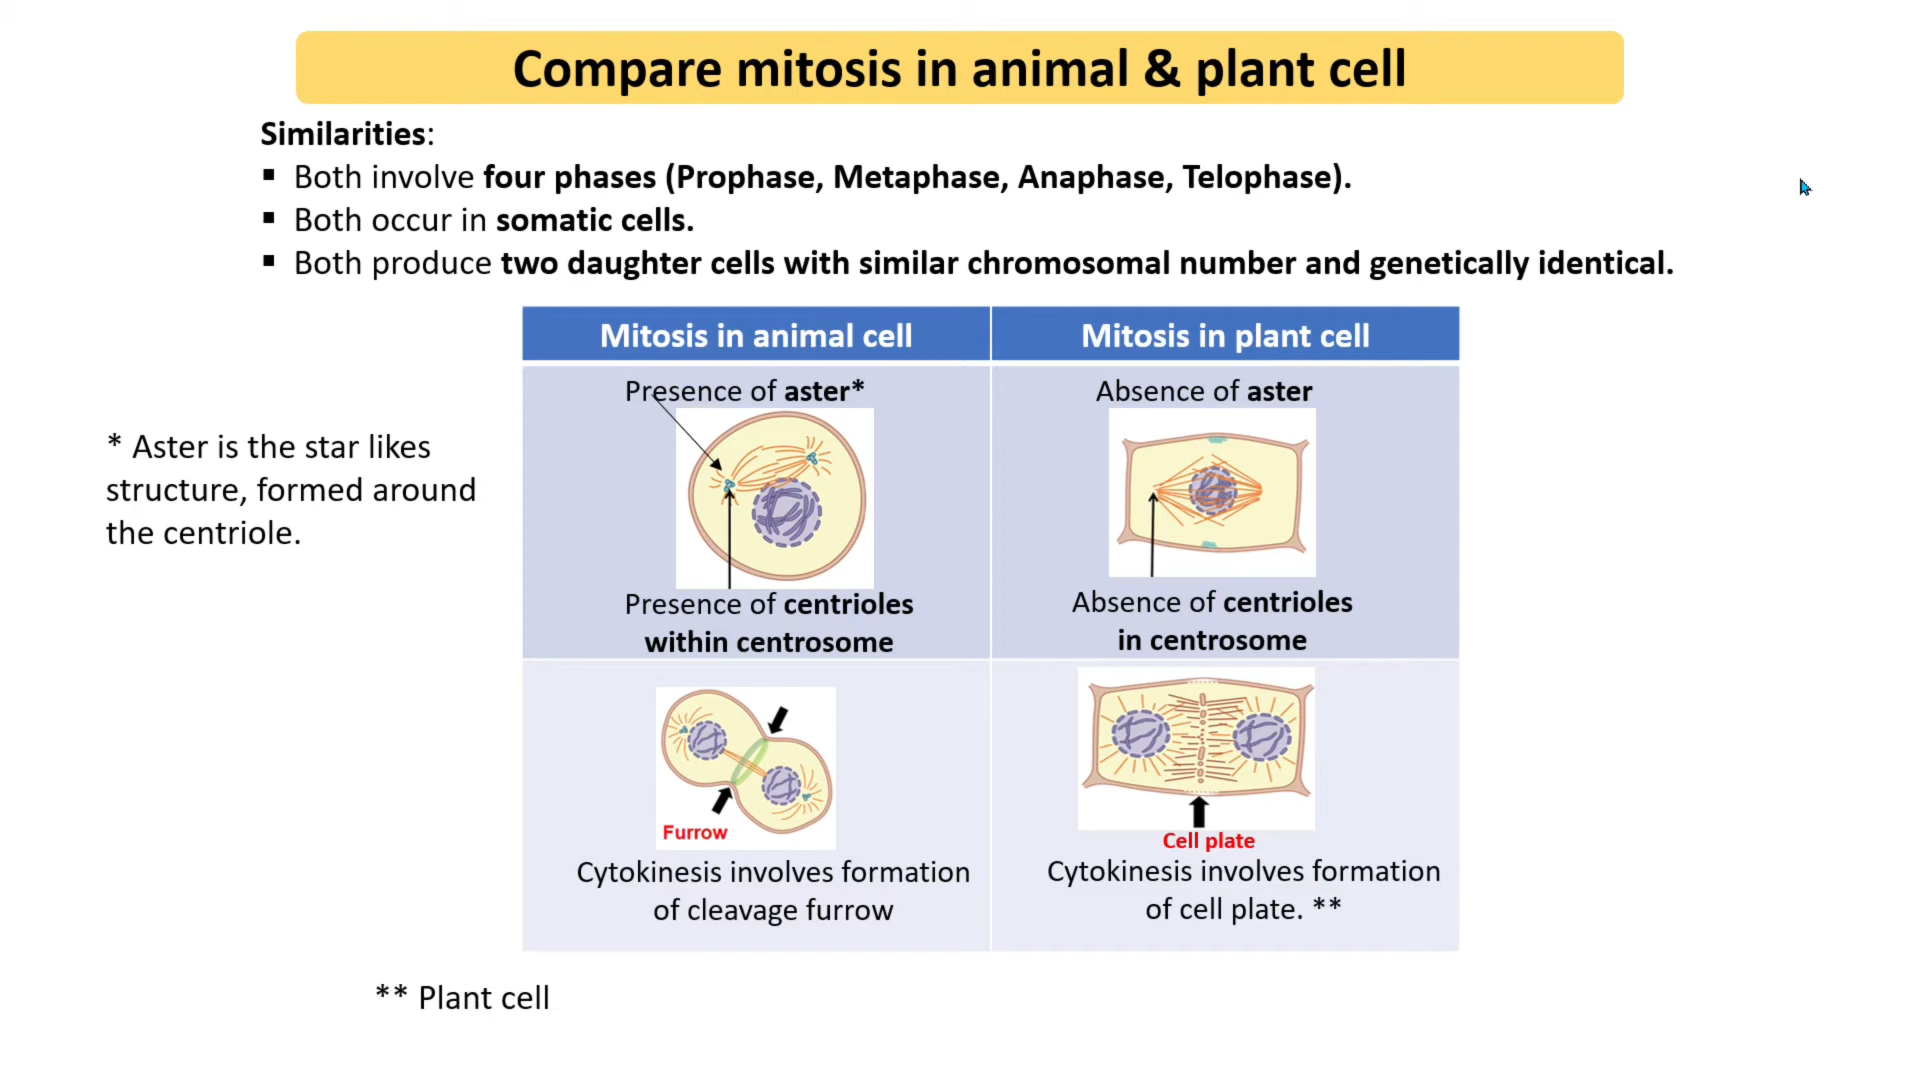 Compare mitosis in animal & plant cell
Similarities:
▪ Both involve four phases (Prophase, Metaphase, Anaphase, Telophase).
▪ Both occur in somatic cells.
▪ Both produce two daughter cells with similar chromosomal number and genetically identical.
Mitosis in animal cell
Mitosis in plant cell
Presence of aster*
Absence of aster
* Aster is the star likes
structure, formed around
the centriole.
Presence of centrioles
within centrosome
Absence of centrioles
in centrosome
Furrow
Cytokinesis involves formation
of cleavage furrow
Cell plate
Cytokinesis involves formation
of cell plate. **
** Plant cell